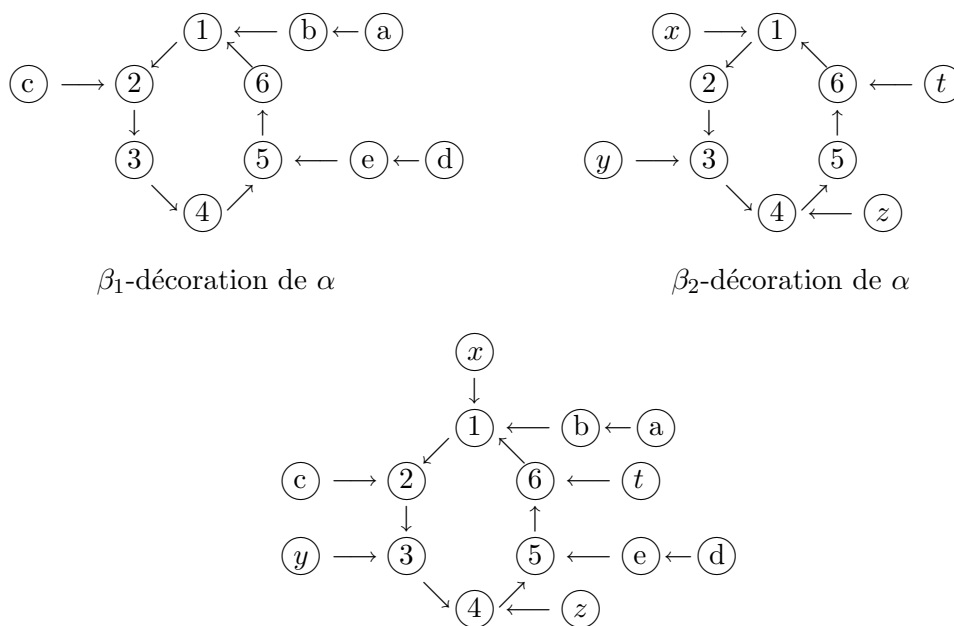 1 b a x 1
c 2 6 2 6 t
3 5 e d y 3 5
4 4 z
β₁-décoration de α β₂-décoration de α
x
1 b a
c 2 6 t
y 3 5 e d
4 z